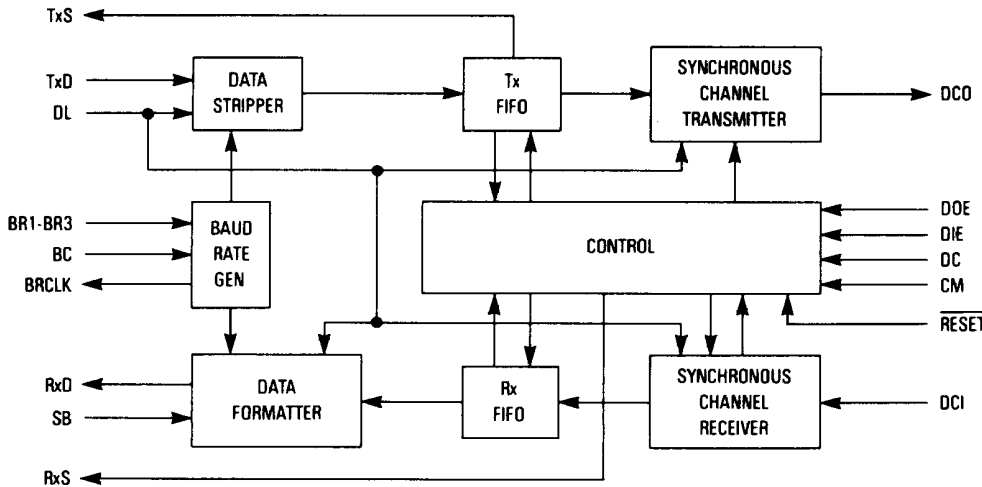 TxS
TxD
DL
DATA
STRIPPER
Tx
FIFO
SYNCHRONOUS
CHANNEL
TRANSMITTER
DCO
BR1-BR3
BC
BRCLK
BAUD
RATE
GEN
CONTROL
DOE
DIE
DC
CM
RESET
RxD
SB
DATA
FORMATTER
Rx
FIFO
SYNCHRONOUS
CHANNEL
RECEIVER
DCI
RxS